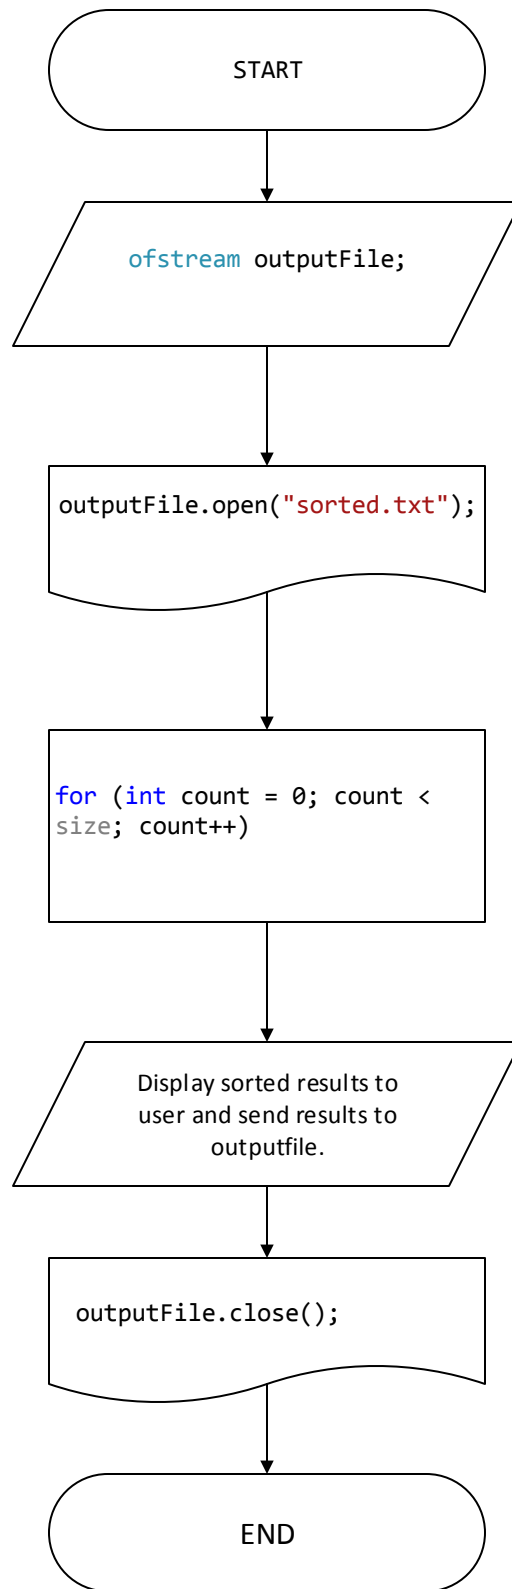 START
ofstream outputFile;
outputFile.open("sorted.txt");
for (int count = 0; count <
size; count++)
Display sorted results to
user and send results to
outputfile.
outputFile.close();
END